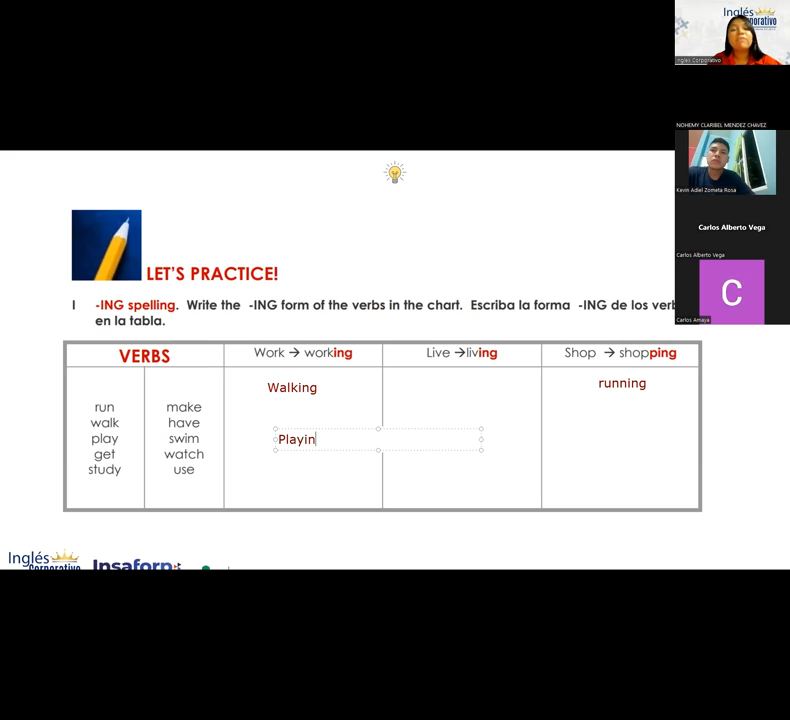 Inglés
Corporativo
Inglés Corporativo
NOHEMY CLARIBEL MENDEZ CHAVEZ
Kevin Adiel Zometa Rosa
Carlos Alberto Vega
Carlos Alberto Vega
C
Carlos Amaya
LET'S PRACTICE!
I -ING spelling. Write the -ING form of the verbs in the chart. Escriba la forma -ING de los verb
en la tabla.
VERBS Work → working Live →living Shop → shopping
Walking running
run make
walk have
play swim Playin
get watch
study use
Inglés
Corporativo Insaforp